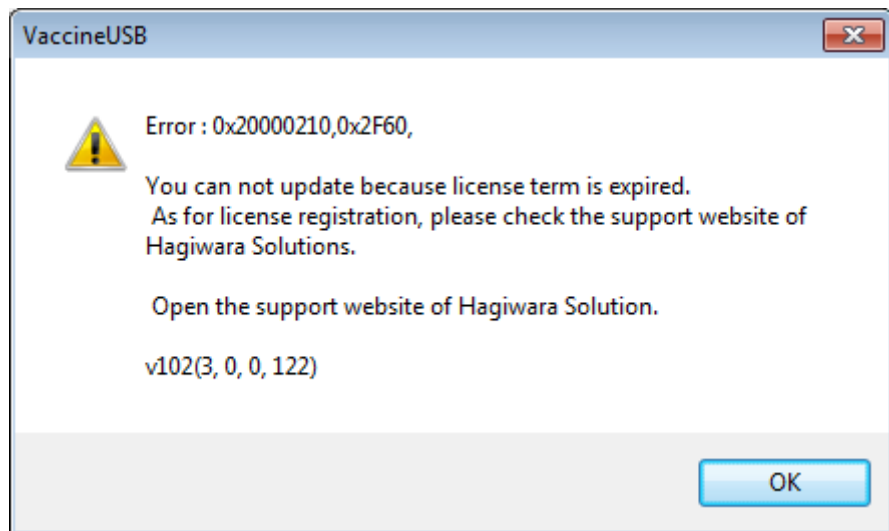 VaccineUSB
Error : 0x20000210,0x2F60,
You can not update because license term is expired.
As for license registration, please check the support website of
Hagiwara Solutions.
Open the support website of Hagiwara Solution.
v102(3, 0, 0, 122)
OK